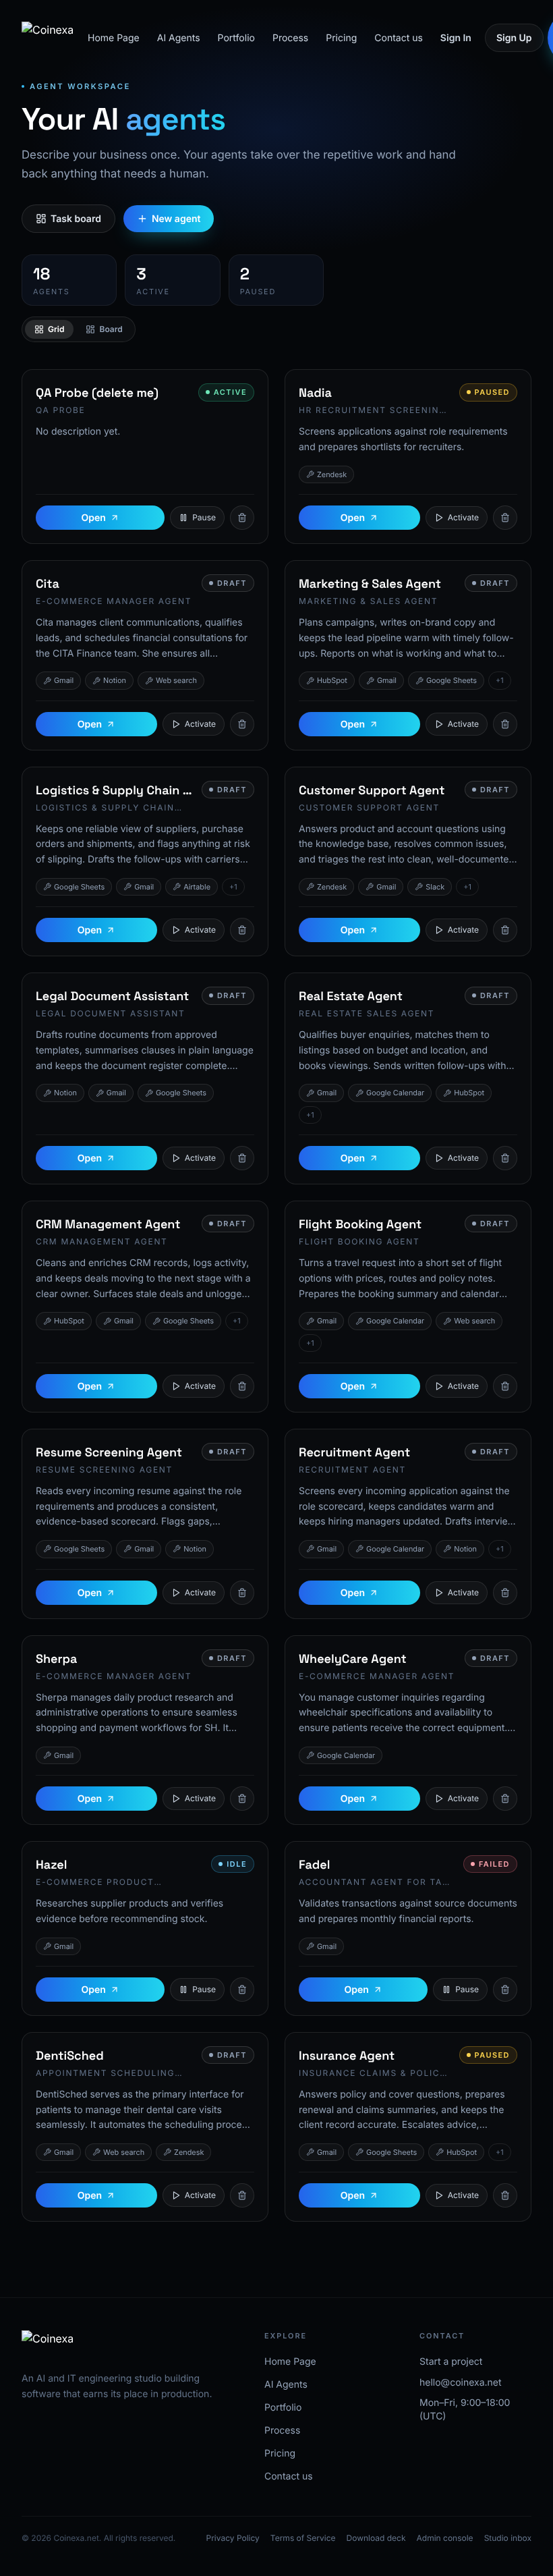 Coinexa
Home Page AI Agents Portfolio Process Pricing Contact us Sign In Sign Up
AGENT WORKSPACE
Your AI agents
Describe your business once. Your agents take over the repetitive work and hand
back anything that needs a human.
Task board New agent
18 3 2
AGENTS ACTIVE PAUSED
Grid Board
QA Probe (delete me) ACTIVE
QA PROBE
No description yet.
Open Pause
Nadia PAUSED
HR RECRUITMENT SCREENIN…
Screens applications against role requirements
and prepares shortlists for recruiters.
Zendesk
Open Activate
Cita DRAFT
E-COMMERCE MANAGER AGENT
Cita manages client communications, qualifies
leads, and schedules financial consultations for
the CITA Finance team. She ensures all…
Gmail Notion Web search
Open Activate
Marketing & Sales Agent DRAFT
MARKETING & SALES AGENT
Plans campaigns, writes on-brand copy and
keeps the lead pipeline warm with timely follow-
ups. Reports on what is working and what to…
HubSpot Gmail Google Sheets +1
Open Activate
Logistics & Supply Chain … DRAFT
LOGISTICS & SUPPLY CHAIN…
Keeps one reliable view of suppliers, purchase
orders and shipments, and flags anything at risk
of slipping. Drafts the follow-ups with carriers…
Google Sheets Gmail Airtable +1
Open Activate
Customer Support Agent DRAFT
CUSTOMER SUPPORT AGENT
Answers product and account questions using
the knowledge base, resolves common issues,
and triages the rest into clean, well-documente…
Zendesk Gmail Slack +1
Open Activate
Legal Document Assistant DRAFT
LEGAL DOCUMENT ASSISTANT
Drafts routine documents from approved
templates, summarises clauses in plain language
and keeps the document register complete.…
Notion Gmail Google Sheets
Open Activate
Real Estate Agent DRAFT
REAL ESTATE SALES AGENT
Qualifies buyer enquiries, matches them to
listings based on budget and location, and
books viewings. Sends written follow-ups with…
Gmail Google Calendar HubSpot
+1
Open Activate
CRM Management Agent DRAFT
CRM MANAGEMENT AGENT
Cleans and enriches CRM records, logs activity,
and keeps deals moving to the next stage with a
clear owner. Surfaces stale deals and unlogge…
HubSpot Gmail Google Sheets +1
Open Activate
Flight Booking Agent DRAFT
FLIGHT BOOKING AGENT
Turns a travel request into a short set of flight
options with prices, routes and policy notes.
Prepares the booking summary and calendar…
Gmail Google Calendar Web search
+1
Open Activate
Resume Screening Agent DRAFT
RESUME SCREENING AGENT
Reads every incoming resume against the role
requirements and produces a consistent,
evidence-based scorecard. Flags gaps,…
Google Sheets Gmail Notion
Open Activate
Recruitment Agent DRAFT
RECRUITMENT AGENT
Screens every incoming application against the
role scorecard, keeps candidates warm and
keeps hiring managers updated. Drafts intervie…
Gmail Google Calendar Notion +1
Open Activate
Sherpa DRAFT
E-COMMERCE MANAGER AGENT
Sherpa manages daily product research and
administrative operations to ensure seamless
shopping and payment workflows for SH. It…
Gmail
Open Activate
WheelyCare Agent DRAFT
E-COMMERCE MANAGER AGENT
You manage customer inquiries regarding
wheelchair specifications and availability to
ensure patients receive the correct equipment.…
Google Calendar
Open Activate
Hazel IDLE
E-COMMERCE PRODUCT…
Researches supplier products and verifies
evidence before recommending stock.
Gmail
Open Pause
Fadel FAILED
ACCOUNTANT AGENT FOR TA…
Validates transactions against source documents
and prepares monthly financial reports.
Gmail
Open Pause
DentiSched DRAFT
APPOINTMENT SCHEDULING…
DentiSched serves as the primary interface for
patients to manage their dental care visits
seamlessly. It automates the scheduling proce…
Gmail Web search Zendesk
Open Activate
Insurance Agent PAUSED
INSURANCE CLAIMS & POLIC…
Answers policy and cover questions, prepares
renewal and claims summaries, and keeps the
client record accurate. Escalates advice,…
Gmail Google Sheets HubSpot +1
Open Activate
Coinexa
An AI and IT engineering studio building
software that earns its place in production.
EXPLORE
Home Page
AI Agents
Portfolio
Process
Pricing
Contact us
CONTACT
Start a project
hello@coinexa.net
Mon–Fri, 9:00–18:00
(UTC)
© 2026 Coinexa.net. All rights reserved. Privacy Policy Terms of Service Download deck Admin console Studio inbox